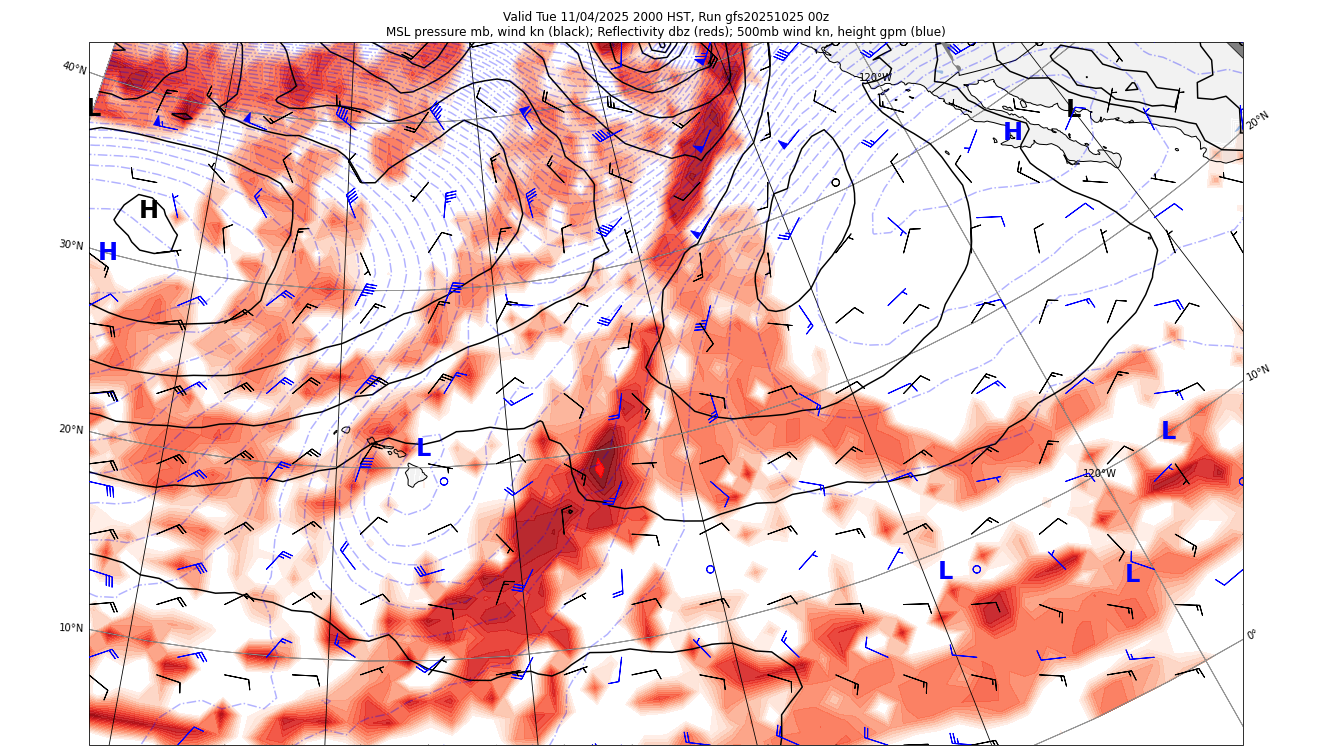 Valid Tue 11/04/2025 2000 HST, Run gfs20251025 00z
MSL pressure mb, wind kn (black); Reflectivity dbz (reds); 500mb wind kn, height gpm (blue)
40°N
120°W
L
L
20°N
H
H
H
30°N
10°N
20°N
L
L
120°W
L
L
10°N
0°